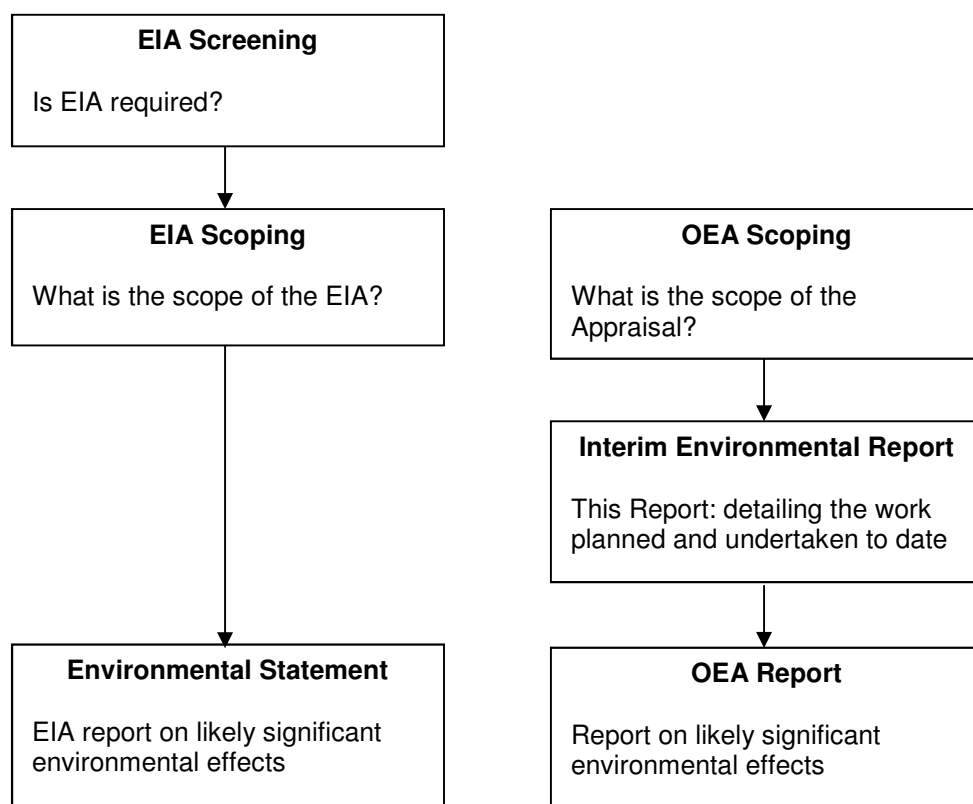 EIA Screening
Is EIA required?
EIA Scoping
What is the scope of the EIA?
OEA Scoping
What is the scope of the
Appraisal?
Interim Environmental Report
This Report: detailing the work
planned and undertaken to date
Environmental Statement
EIA report on likely significant
environmental effects
OEA Report
Report on likely significant
environmental effects